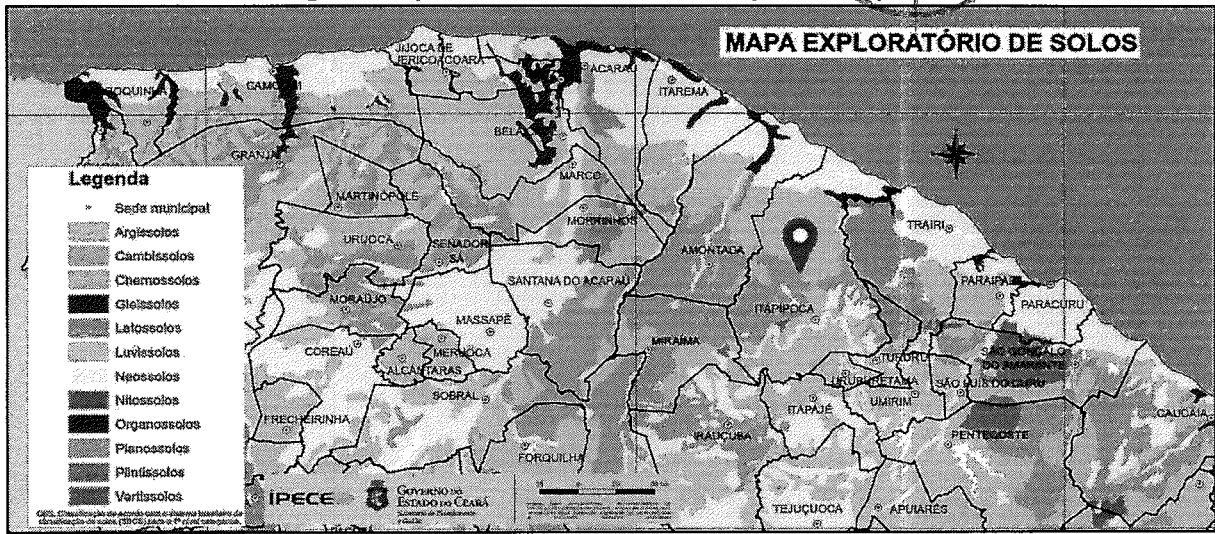 MAPA EXPLORATÓRIO DE SOLOS
JIJOCA DE
JERICOACOARA
ACARAÚ
ITAREMA
GRANJA
MARCO
MARTINÓPOLE
MORRINHOS
URUOCA
SENADOR
SÁ
AMONTADA
TRAIRI
SANTANA DO ACARAÚ
PARAIPABA
PARACURU
MORAÚJO
ITAPIPOCA
MASSAPÊ
COREAÚ
MERUOCA
MIRAÍMA
ALCÂNTARAS
TURURU
SÃO GONÇALO
DO AMARANTE
URUBURETAMA
SÃO LUÍS DO CURU
SOBRAL
ITAPAJÉ
UMIRIM
FRECHEIRINHA
CAUCAIA
IRAUÇUBA
PENTECOSTE
FORQUILHA
TEJUÇUOCA
APUIARÉS
Legenda
Sede municipal
Argissolos
Cambissolos
Chernossolos
Gleissolos
Latossolos
Luvissolos
Neossolos
Nitossolos
Organossolos
Planossolos
Plintissolos
Vertissolos
IPECE
GOVERNO DO
ESTADO DO CEARÁ